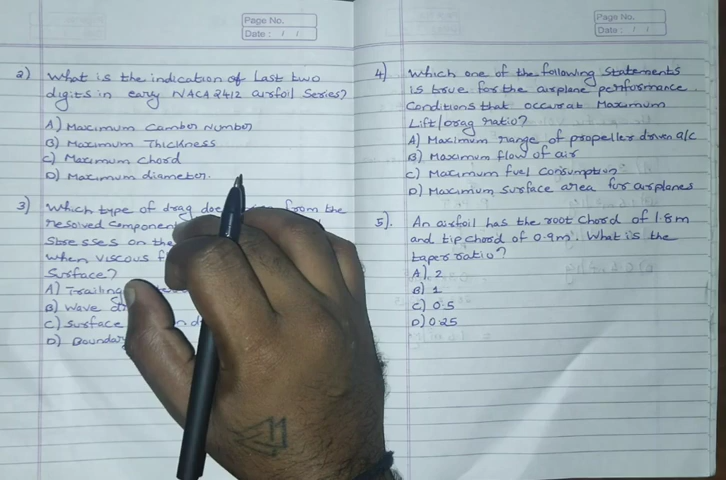 Page No.
Date : / /
2) What is the indication of Last two
digits in eary NACA 2412 airfoil Series?
A) Maximum Camber Number
B) Maximum Thickness
C) Maximum Chord
D) Maximum diameter.
3) Which type of drag from the
resolved Componen
Stresses on the
when viscous
Surface?
A) Trailing
B) Wave
C) Surface
D) Boundar
Page No.
Date : / /
4) Which one of the following Statements
is true for the airplane performance
Conditions that occur at Maximum
Lift/Drag ratio?
A) Maximum range of propeller driven a/c
B) Maximum flow of air
C) Maximum fuel Consumption
D) Maximum surface area for airplanes
5). An airfoil has the root chord of 1.8m
and tip chord of 0.9m. What is the
taper ratio?
A) 2
B) 1
C) 0.5
D) 0.25